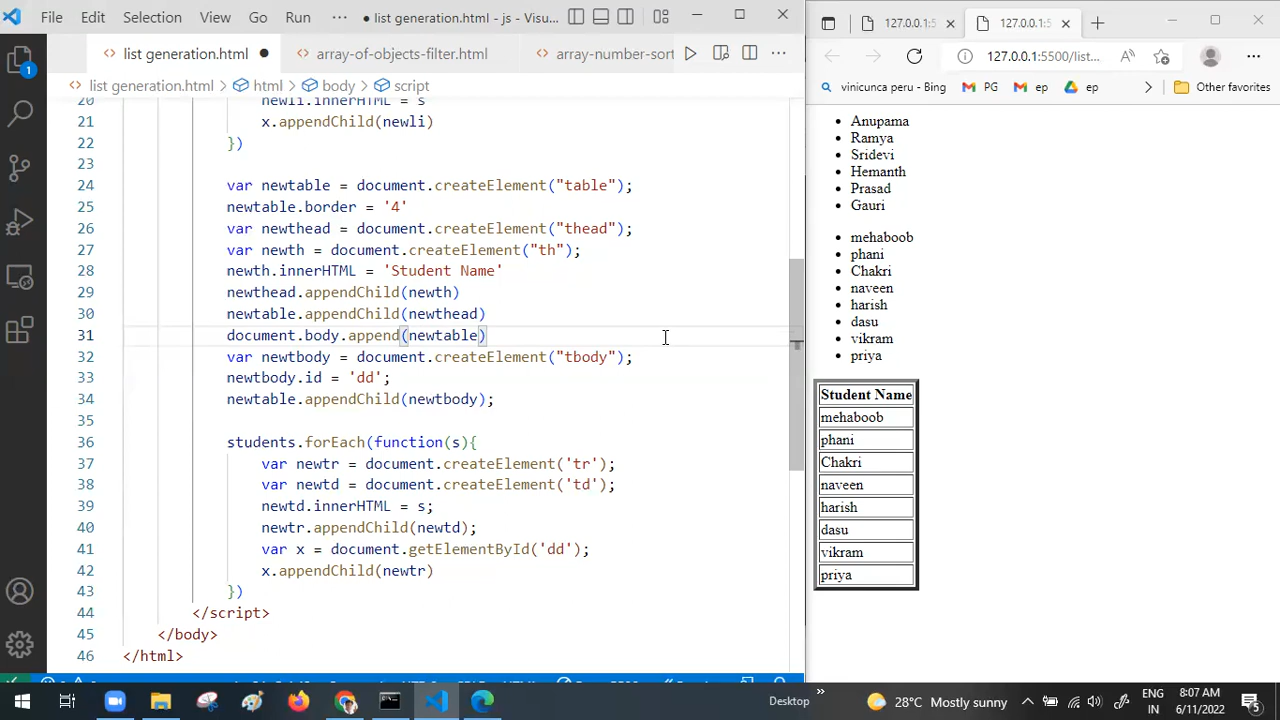 File Edit Selection View Go Run ··· ● list generation.html - js - Visu...
list generation.html ● array-of-objects-filter.html array-number-sort
list generation.html > html > body > script
20 newli.innerHTML = s
21 x.appendChild(newli)
22 })
23
24 var newtable = document.createElement("table");
25 newtable.border = '4'
26 var newthead = document.createElement("thead");
27 var newth = document.createElement("th");
28 newth.innerHTML = 'Student Name'
29 newthead.appendChild(newth)
30 newtable.appendChild(newthead)
31 document.body.append(newtable)
32 var newtbody = document.createElement("tbody");
33 newtbody.id = 'dd';
34 newtable.appendChild(newtbody);
35
36 students.forEach(function(s){
37 var newtr = document.createElement('tr');
38 var newtd = document.createElement('td');
39 newtd.innerHTML = s;
40 newtr.appendChild(newtd);
41 var x = document.getElementById('dd');
42 x.appendChild(newtr)
43 })
44 </script>
45 </body>
46 </html>
1
127.0.0.1:5 127.0.0.1:5
127.0.0.1:5500/list...
vinicunca peru - Bing PG ep ep Other favorites
Anupama
Ramya
Sridevi
Hemanth
Prasad
Gauri
mehaboob
phani
Chakri
naveen
harish
dasu
vikram
priya
Student Name
mehaboob
phani
Chakri
naveen
harish
dasu
vikram
priya
Desktop 28°C Mostly sunny ENG IN 8:07 AM 6/11/2022 5